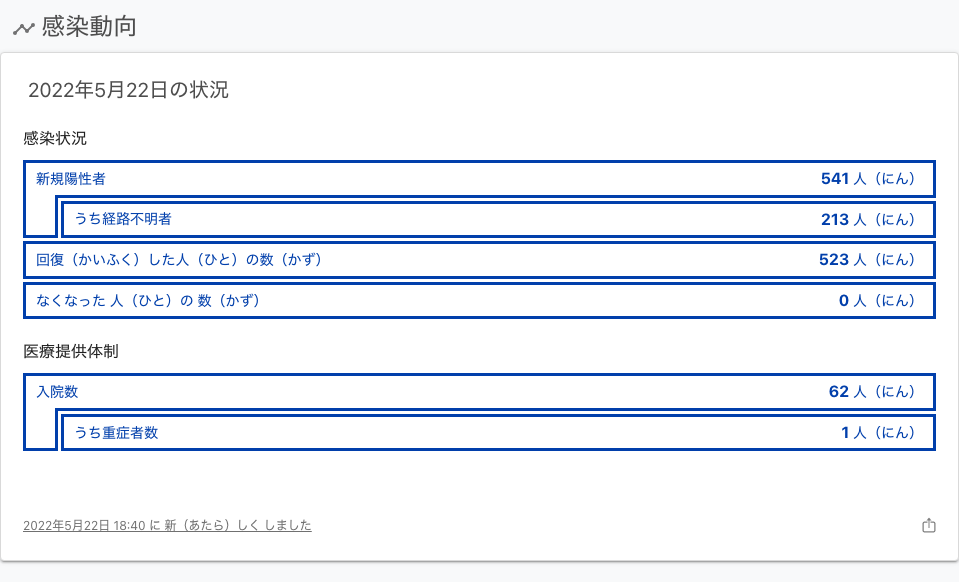 感染動向
2022年5月22日の状況
感染状況
新規陽性者 541 人（にん）
うち経路不明者 213 人（にん）
回復（かいふく）した人（ひと）の数（かず） 523 人（にん）
なくなった 人（ひと）の 数（かず） 0 人（にん）
医療提供体制
入院数 62 人（にん）
うち重症者数 1 人（にん）
2022年5月22日 18:40 に 新（あたら）しく しました